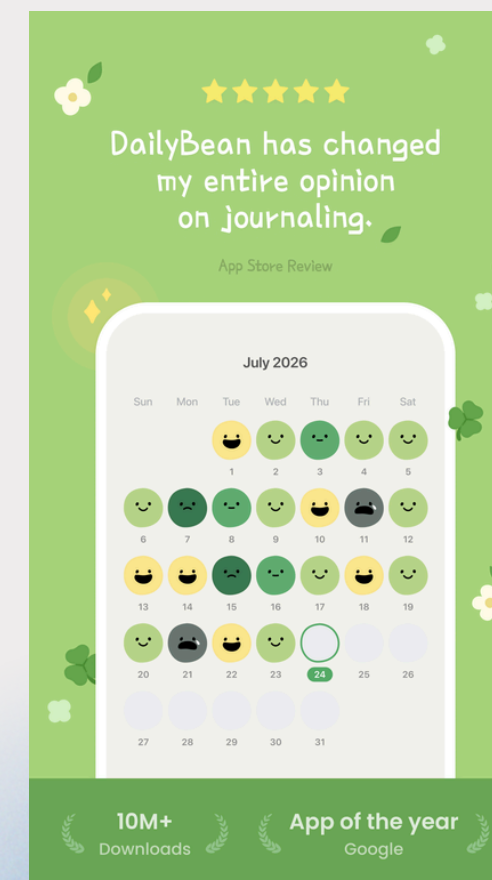 DailyBean has changed
my entire opinion
on journaling.
App Store Review
July 2026
Sun Mon Tue Wed Thu Fri Sat
1 2 3 4 5
6 7 8 9 10 11 12
13 14 15 16 17 18 19
20 21 22 23 24 25 26
27 28 29 30 31
10M+ App of the year
Downloads Google